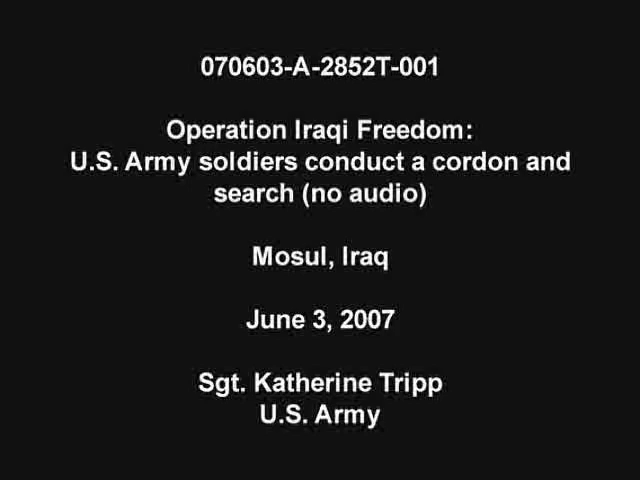 070603-A-2852T-001
Operation Iraqi Freedom:
U.S. Army soldiers conduct a cordon and
search (no audio)
Mosul, Iraq
June 3, 2007
Sgt. Katherine Tripp
U.S. Army